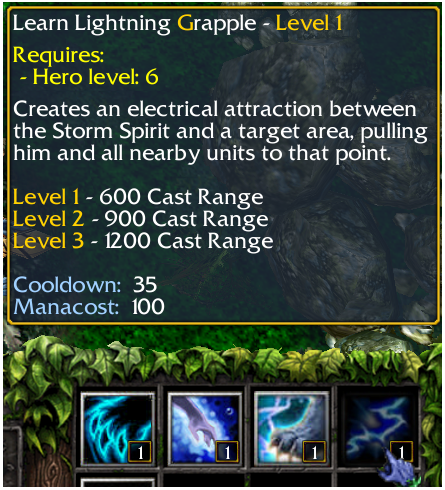 Learn Lightning Grapple - Level 1
Requires:
- Hero level: 6
Creates an electrical attraction between
the Storm Spirit and a target area, pulling
him and all nearby units to that point.
Level 1 - 600 Cast Range
Level 2 - 900 Cast Range
Level 3 - 1200 Cast Range
Cooldown: 35
Manacost: 100
1 1 1 1